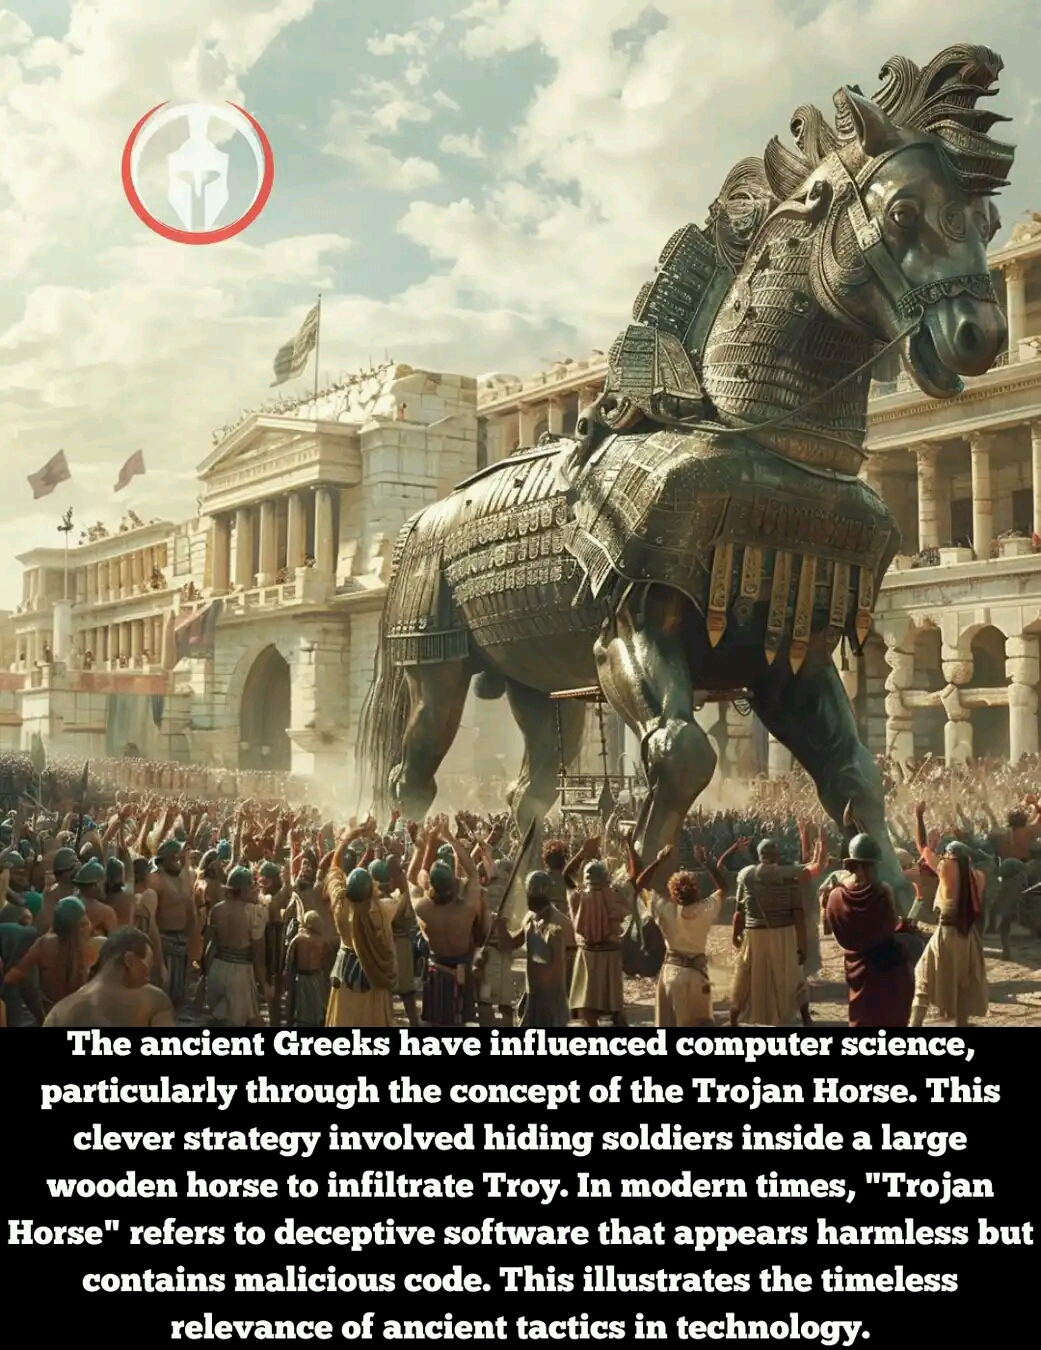 The ancient Greeks have influenced computer science,
particularly through the concept of the Trojan Horse. This
clever strategy involved hiding soldiers inside a large
wooden horse to infiltrate Troy. In modern times, "Trojan
Horse" refers to deceptive software that appears harmless but
contains malicious code. This illustrates the timeless
relevance of ancient tactics in technology.